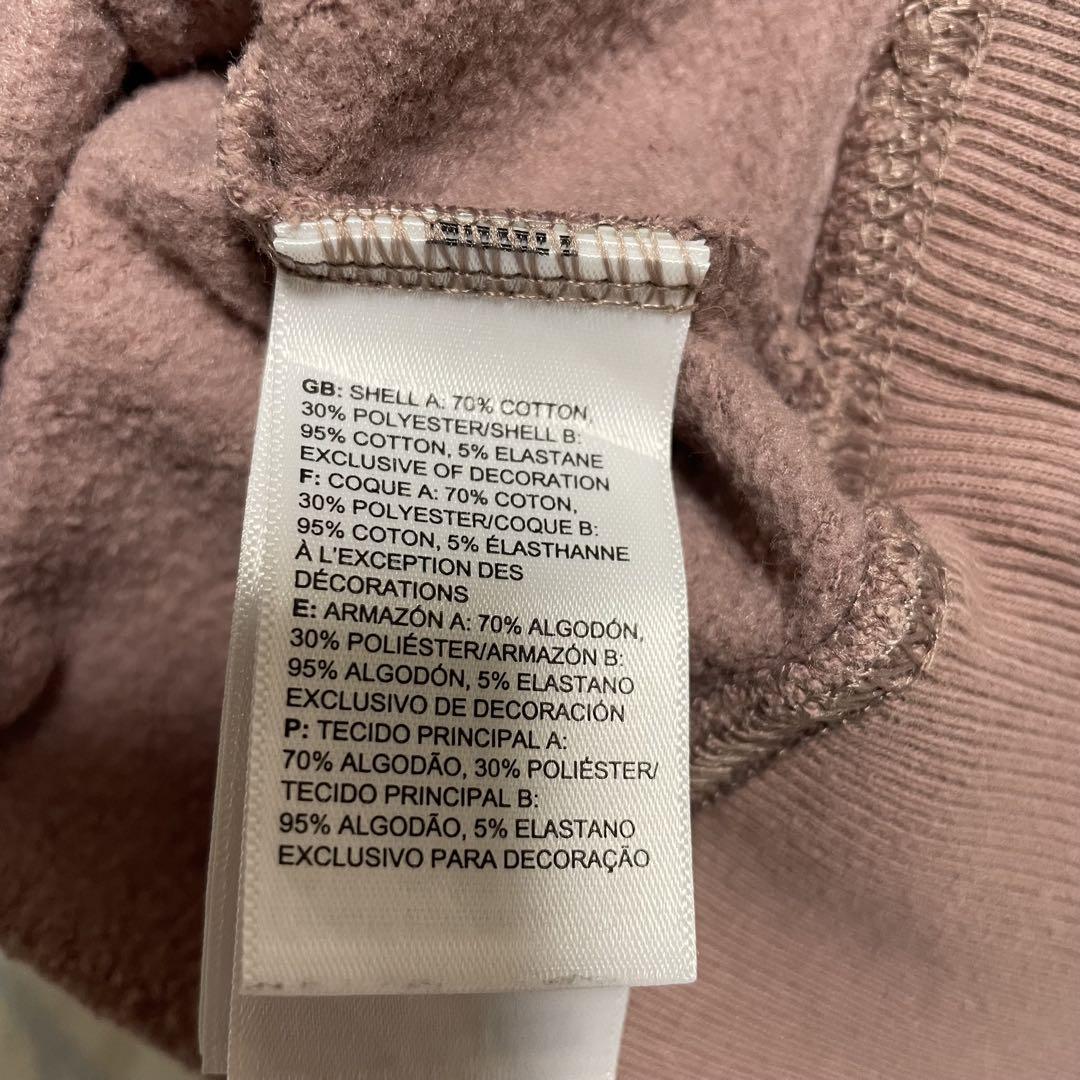 GB: SHELL A: 70% COTTON,
30% POLYESTER/SHELL B:
95% COTTON, 5% ELASTANE
EXCLUSIVE OF DECORATION
F: COQUE A: 70% COTON,
30% POLYESTER/COQUE B:
95% COTON, 5% ÉLASTHANNE
À L'EXCEPTION DES
DÉCORATIONS
E: ARMAZÓN A: 70% ALGODÓN,
30% POLIÉSTER/ARMAZÓN B:
95% ALGODÓN, 5% ELASTANO
EXCLUSIVO DE DECORACIÓN
P: TECIDO PRINCIPAL A:
70% ALGODÃO, 30% POLIÉSTER/
TECIDO PRINCIPAL B:
95% ALGODÃO, 5% ELASTANO
EXCLUSIVO PARA DECORAÇÃO